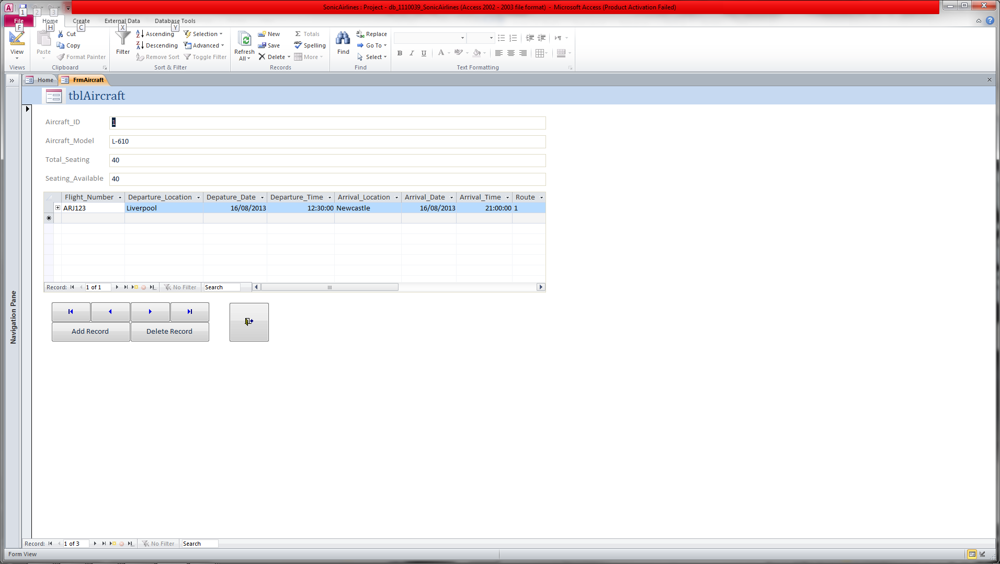 SonicAirlines : Project - db_1110039_SonicAirlines (Access 2002 - 2003 file format) - Microsoft Access (Product Activation Failed)
A 1 2 3
File Home Create External Data Database Tools
F H C X Y
View
Paste
Cut
Copy
Format Painter
Filter
Ascending
Descending
Remove Sort
Selection
Advanced
Toggle Filter
Refresh All
New
Save
Delete
Totals
Spelling
More
Find
Replace
Go To
Select
B I U A
Views Clipboard Sort & Filter Records Find Text Formatting
Home FrmAircraft
tblAircraft
Aircraft_ID 1
Aircraft_Model L-610
Total_Seating 40
Seating_Available 40
Flight_Number Departure_Location Depature_Date Departure_Time Arrival_Location Arrival_Date Arrival_Time Route
ARJ123 Liverpool 16/08/2013 12:30:00 Newcastle 16/08/2013 21:00:00 1
Record: 1 of 1 No Filter Search
Add Record Delete Record
Navigation Pane
Record: 1 of 3 No Filter Search
Form View